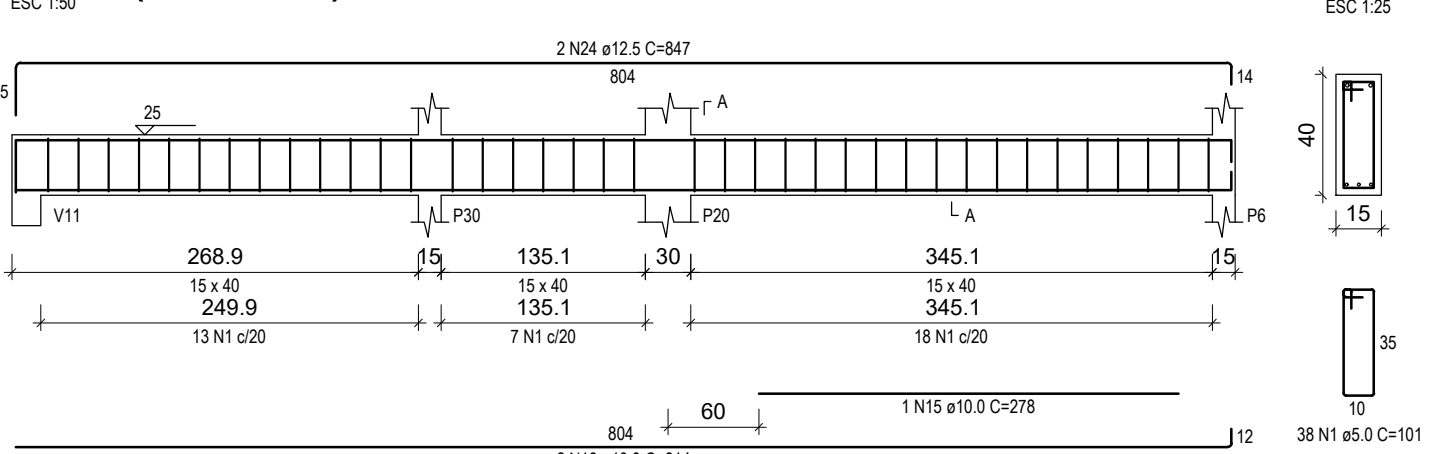 ESC 1:50
ESC 1:25
2 N24 ø12.5 C=847
804
5
14
A
25
40
V11
P30
P20
A
P6
15
268.9
15
135.1
30
345.1
15
15 x 40
15 x 40
15 x 40
249.9
135.1
345.1
13 N1 c/20
7 N1 c/20
18 N1 c/20
35
1 N15 ø10.0 C=278
10
60
804
12
38 N1 ø5.0 C=101